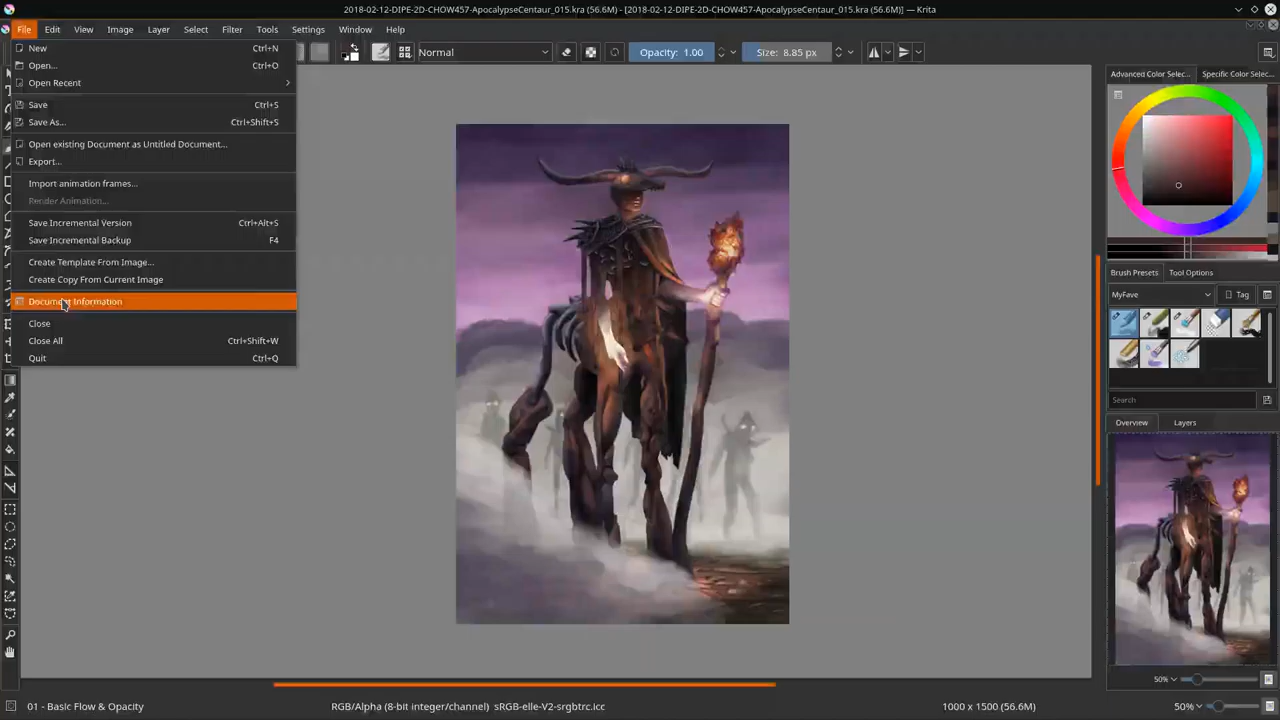 2018-02-12-DIPE-2D-CHOW457-ApocalypseCentaur_015.kra (56.6M) - [2018-02-12-DIPE-2D-CHOW457-ApocalypseCentaur_015.kra (56.6M)] — Krita
File Edit View Image Layer Select Filter Tools Settings Window Help
Normal Opacity: 1.00 Size: 8.85 px
New Ctrl+N
Open... Ctrl+O
Open Recent
Save Ctrl+S
Save As... Ctrl+Shift+S
Open existing Document as Untitled Document...
Export...
Import animation frames...
Render Animation...
Save Incremental Version Ctrl+Alt+S
Save Incremental Backup F4
Create Template From Image...
Create Copy From Current Image
Document Information
Close
Close All Ctrl+Shift+W
Quit Ctrl+Q
Advanced Color Selec... Specific Color Selec...
Brush Presets Tool Options
MyFave Tag
Search
Overview Layers
50%
01 - Basic Flow & Opacity RGB/Alpha (8-bit integer/channel) sRGB-elle-V2-srgbtrc.icc 1000 x 1500 (56.6M) 50%